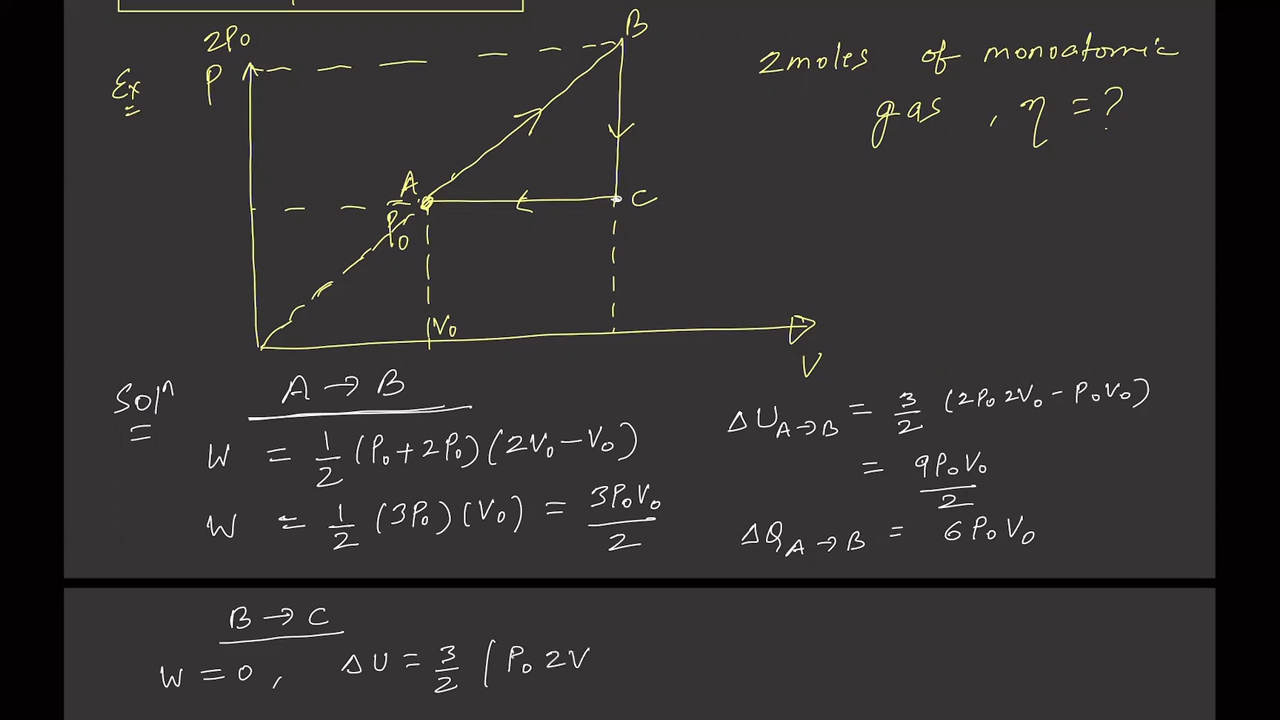 Ex
2P₀
P
B
A
P₀
C
V₀
V
2moles of monoatomic
gas , η = ?
Solⁿ
A → B
W = 1/2 (P₀ + 2P₀) (2V₀ - V₀)
W = 1/2 (3P₀) (V₀) = 3P₀V₀/2
ΔU_A→B = 3/2 (2P₀ 2V₀ - P₀V₀)
= 9P₀V₀/2
ΔQ_A→B = 6P₀V₀
B → C
W = 0 , ΔU = 3/2 (P₀ 2V